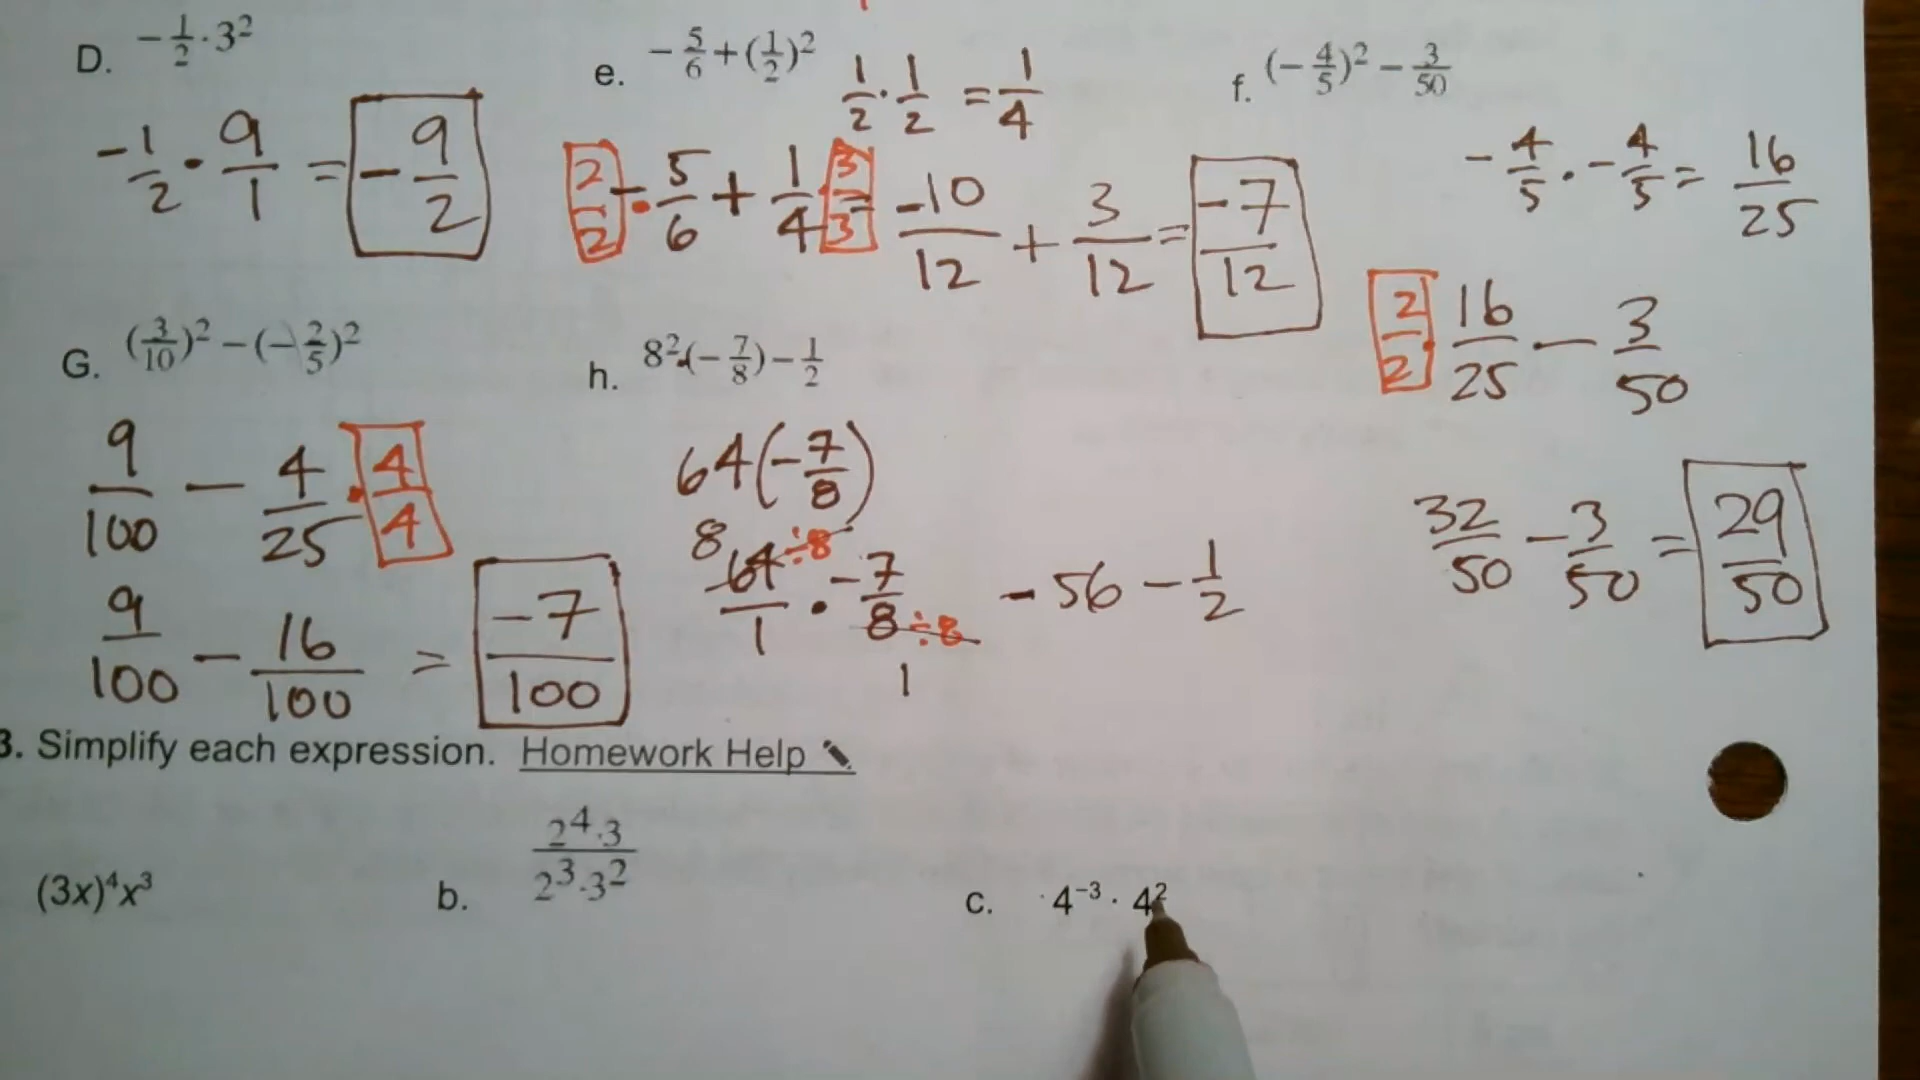 D. -1/2 · 3²
-1/2 · 9/1 = -9/2
e. -5/6 + (1/2)²
1/2 · 1/2 = 1/4
2/2 · -5/6 + 1/4 · 3/3 = -10/12 + 3/12 = -7/12
f. (-4/5)² - 3/50
-4/5 · -4/5 = 16/25
2/2 · 16/25 - 3/50
32/50 - 3/50 = 29/50
G. (3/10)² - (-2/5)²
9/100 - 4/25 · 4/4
9/100 - 16/100 = -7/100
h. 8² · (-7/8) - 1/2
64(-7/8)
8
64 ÷8/1 · -7/8 ÷8
1
-56 - 1/2
3. Simplify each expression. Homework Help ✎
(3x)⁴x³
b. 2⁴·3/2³·3²
c. 4⁻³ · 4²